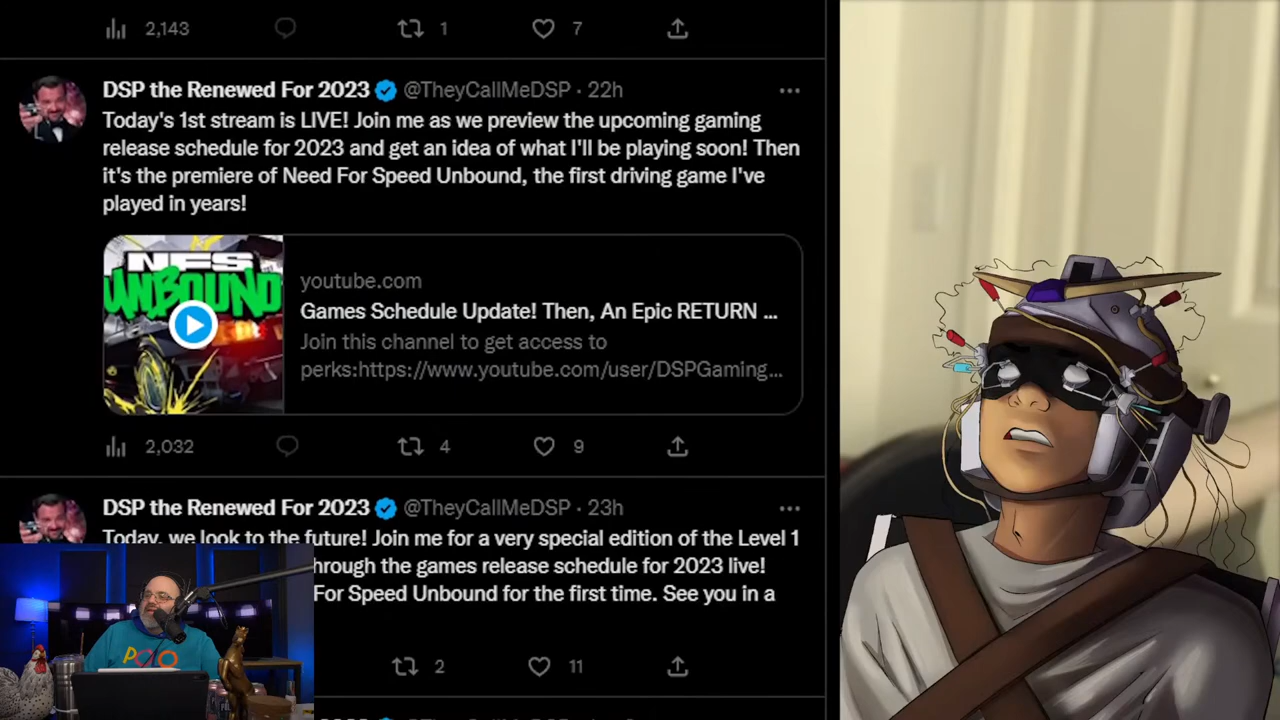 2,143
1
7
DSP the Renewed For 2023 @TheyCallMeDSP · 22h
Today's 1st stream is LIVE! Join me as we preview the upcoming gaming
release schedule for 2023 and get an idea of what I'll be playing soon! Then
it's the premiere of Need For Speed Unbound, the first driving game I've
played in years!
NFS
UNBOUND
youtube.com
Games Schedule Update! Then, An Epic RETURN ...
Join this channel to get access to
perks:https://www.youtube.com/user/DSPGaming...
2,032
4
9
DSP the Renewed For 2023 @TheyCallMeDSP · 23h
Today, we look to the future! Join me for a very special edition of the Level 1
hrough the games release schedule for 2023 live!
For Speed Unbound for the first time. See you in a
2
11